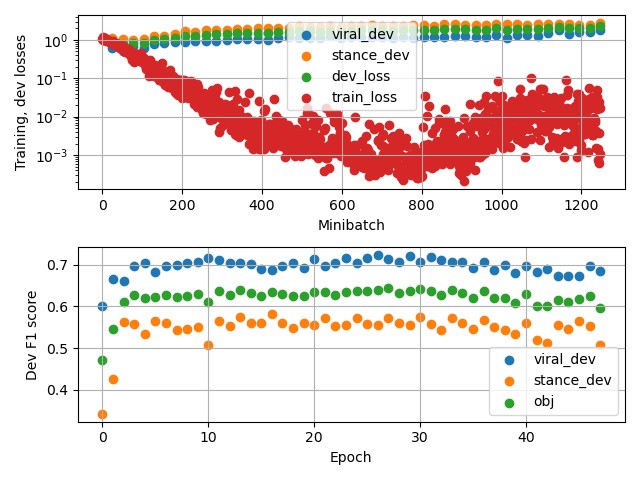 Training, dev losses
10⁰
10⁻¹
10⁻²
10⁻³
viral_dev
stance_dev
dev_loss
train_loss
0 200 400 600 800 1000 1200
Minibatch
Dev F1 score
0.7
0.6
0.5
0.4
viral_dev
stance_dev
obj
0 10 20 30 40
Epoch